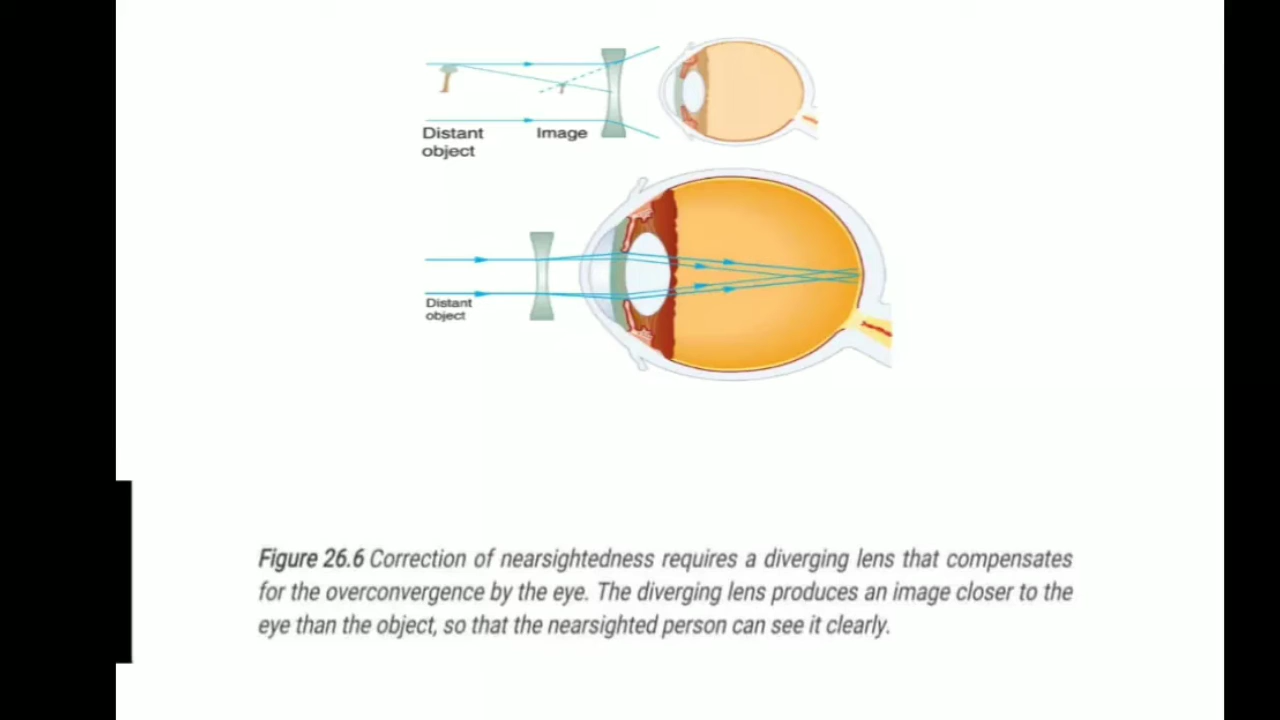 Distant Image
object
Distant
object
Figure 26.6 Correction of nearsightedness requires a diverging lens that compensates
for the overconvergence by the eye. The diverging lens produces an image closer to the
eye than the object, so that the nearsighted person can see it clearly.